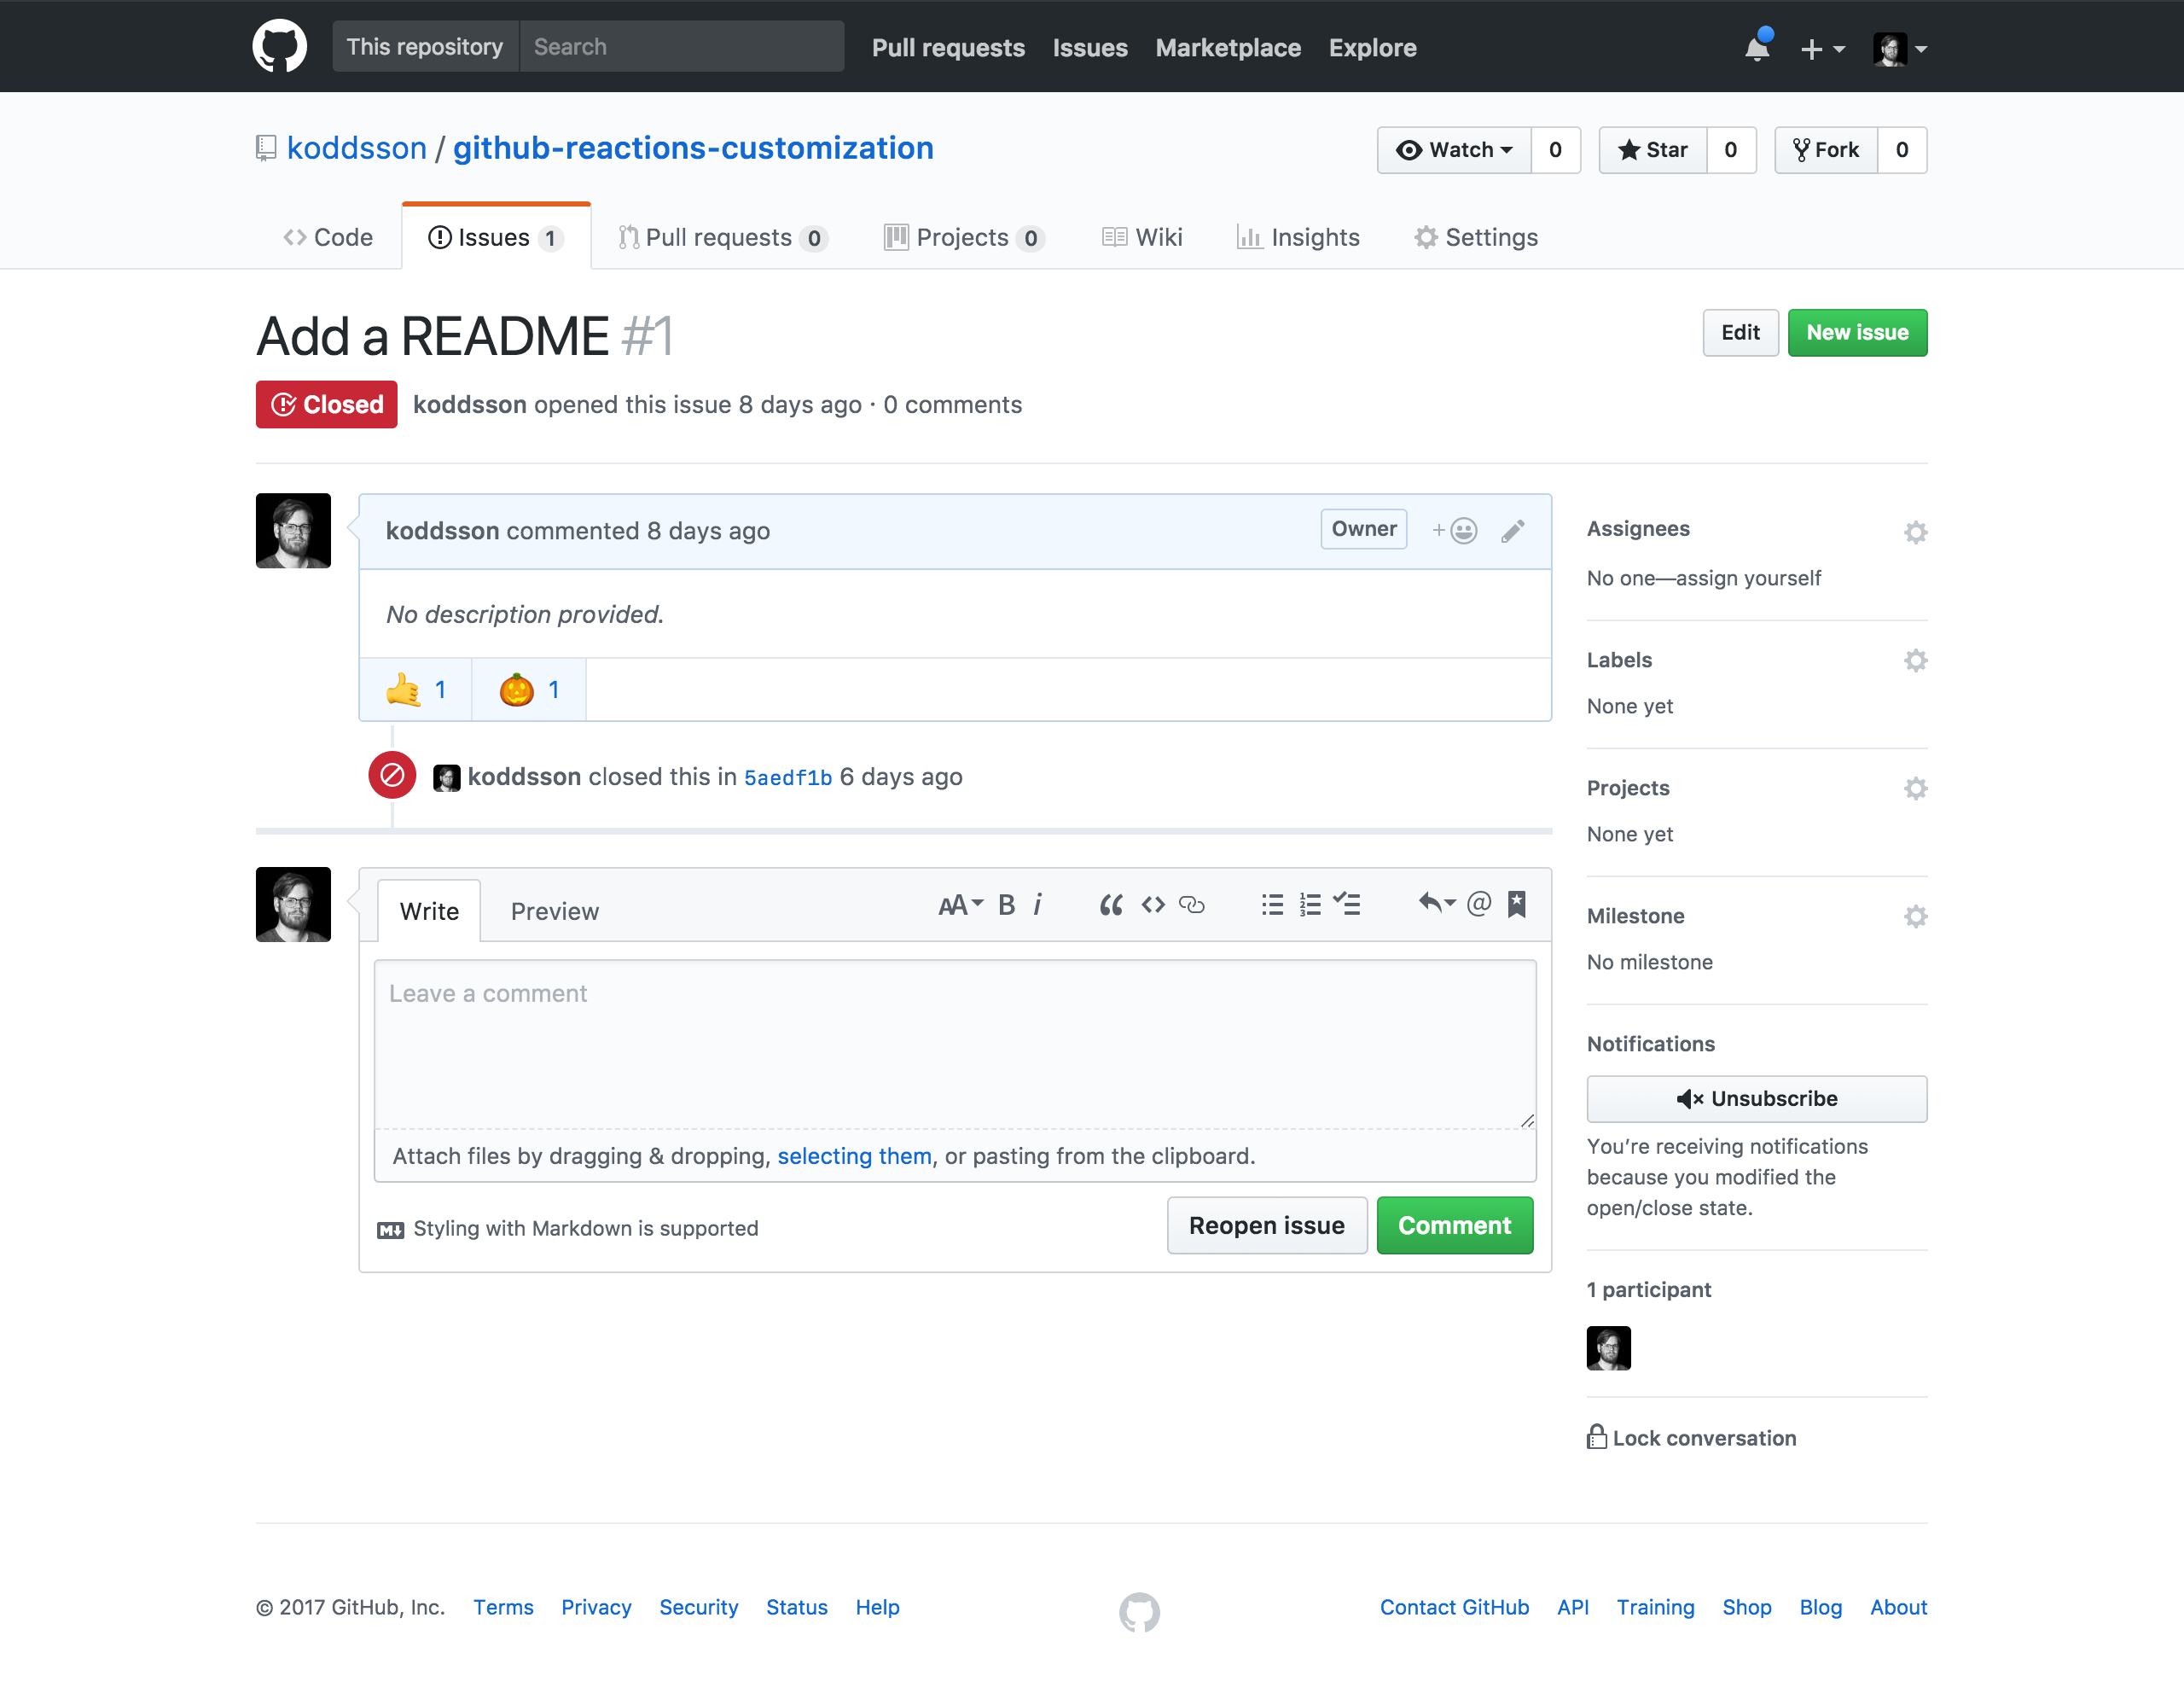 This repository Search Pull requests Issues Marketplace Explore
koddsson / github-reactions-customization Watch 0 Star 0 Fork 0
Code Issues 1 Pull requests 0 Projects 0 Wiki Insights Settings
Add a README #1 Edit New issue
Closed koddsson opened this issue 8 days ago · 0 comments
koddsson commented 8 days ago Owner
No description provided.
1 1
koddsson closed this in 5aedf1b 6 days ago
Write Preview AA B i
Leave a comment
Attach files by dragging & dropping, selecting them, or pasting from the clipboard.
Styling with Markdown is supported Reopen issue Comment
Assignees
No one—assign yourself
Labels
None yet
Projects
None yet
Milestone
No milestone
Notifications
Unsubscribe
You’re receiving notifications
because you modified the
open/close state.
1 participant
Lock conversation
© 2017 GitHub, Inc. Terms Privacy Security Status Help Contact GitHub API Training Shop Blog About